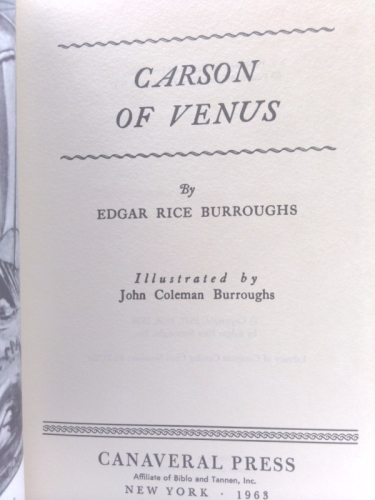 CARSON
OF VENUS
By
EDGAR RICE BURROUGHS
Illustrated by
John Coleman Burroughs
CANAVERAL PRESS
Affiliate of Biblo and Tannen, Inc.
NEW YORK · 1963